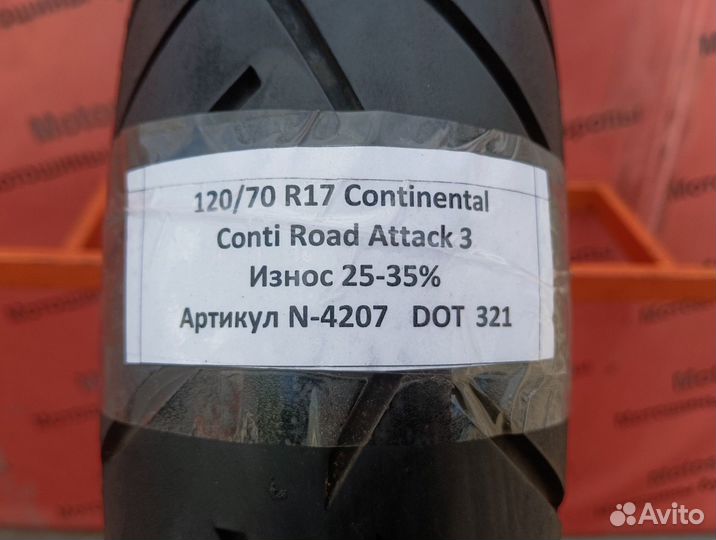 120/70 R17 Continental
Conti Road Attack 3
Износ 25-35%
Артикул N-4207 DOT 321
Avito